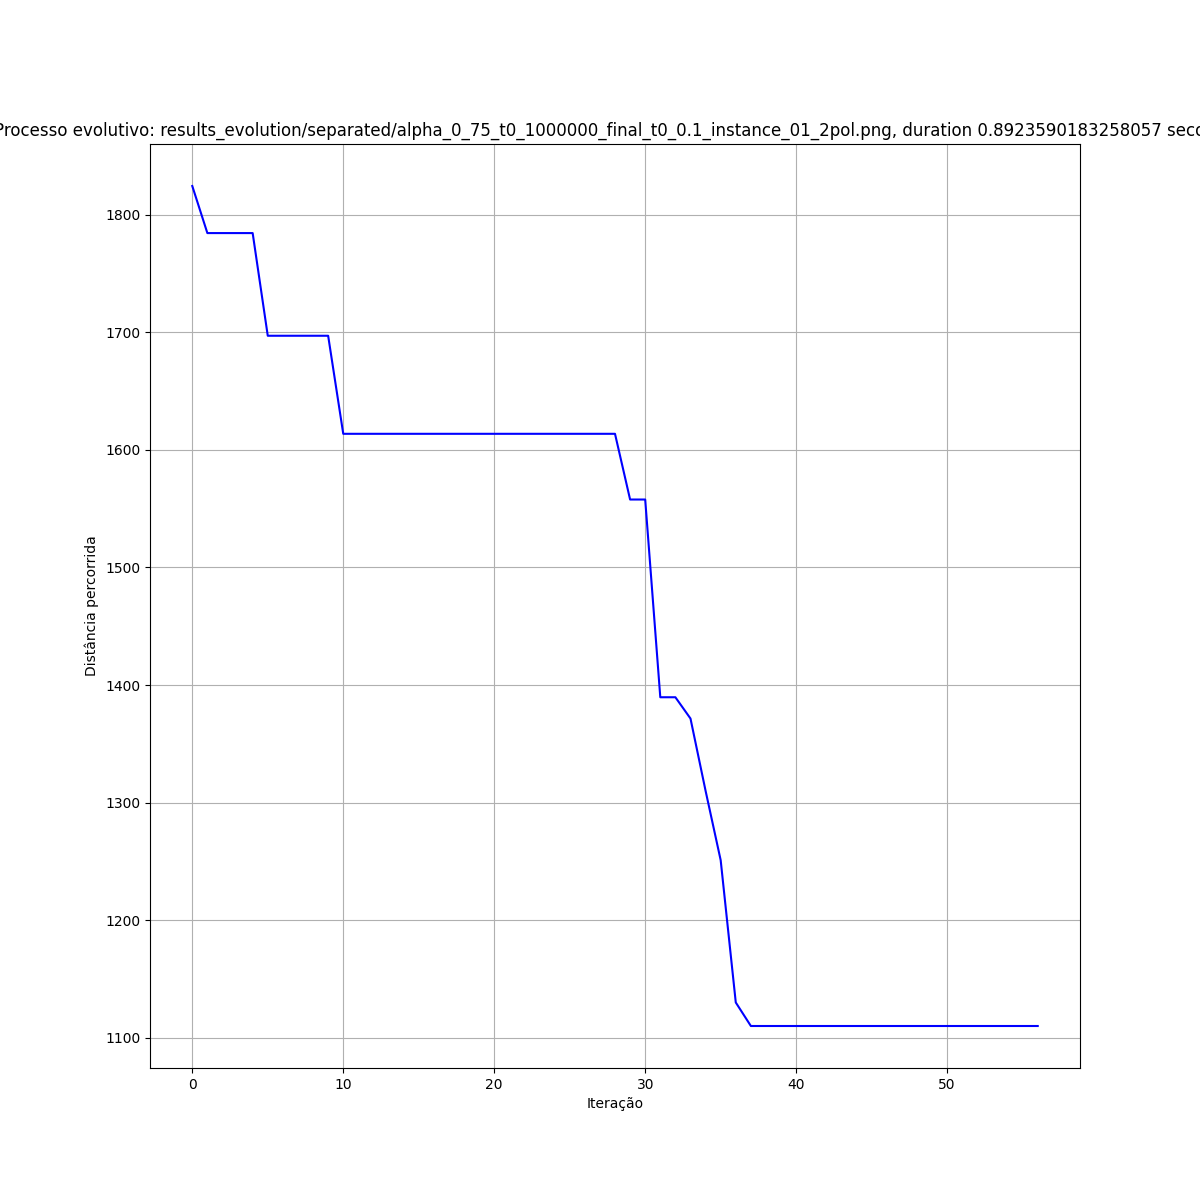 Processo evolutivo: results_evolution/separated/alpha_0_75_t0_1000000_final_t0_0.1_instance_01_2pol.png, duration 0.8923590183258057
1800
1700
1600
1500
1400
1300
1200
1100
Distância percorrida
0 10 20 30 40 50
Iteração